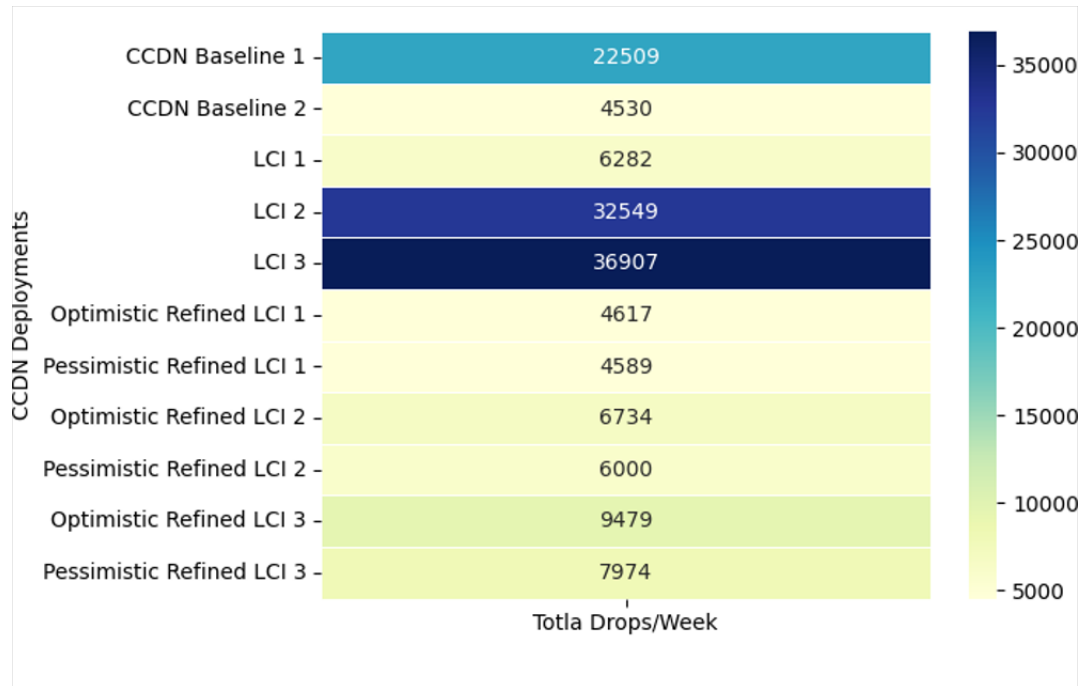 CCDN Deployments
CCDN Baseline 1
22509
CCDN Baseline 2
4530
LCI 1
6282
LCI 2
32549
LCI 3
36907
Optimistic Refined LCI 1
4617
Pessimistic Refined LCI 1
4589
Optimistic Refined LCI 2
6734
Pessimistic Refined LCI 2
6000
Optimistic Refined LCI 3
9479
Pessimistic Refined LCI 3
7974
Totla Drops/Week
35000
30000
25000
20000
15000
10000
5000